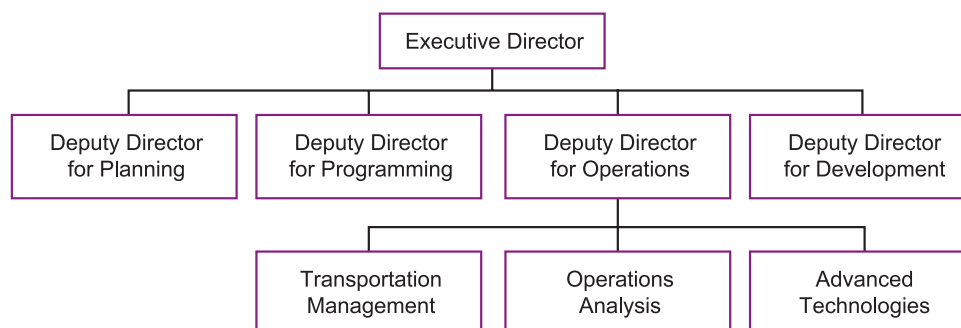 Executive Director
Deputy Director
for Planning
Deputy Director
for Programming
Deputy Director
for Operations
Deputy Director
for Development
Transportation
Management
Operations
Analysis
Advanced
Technologies